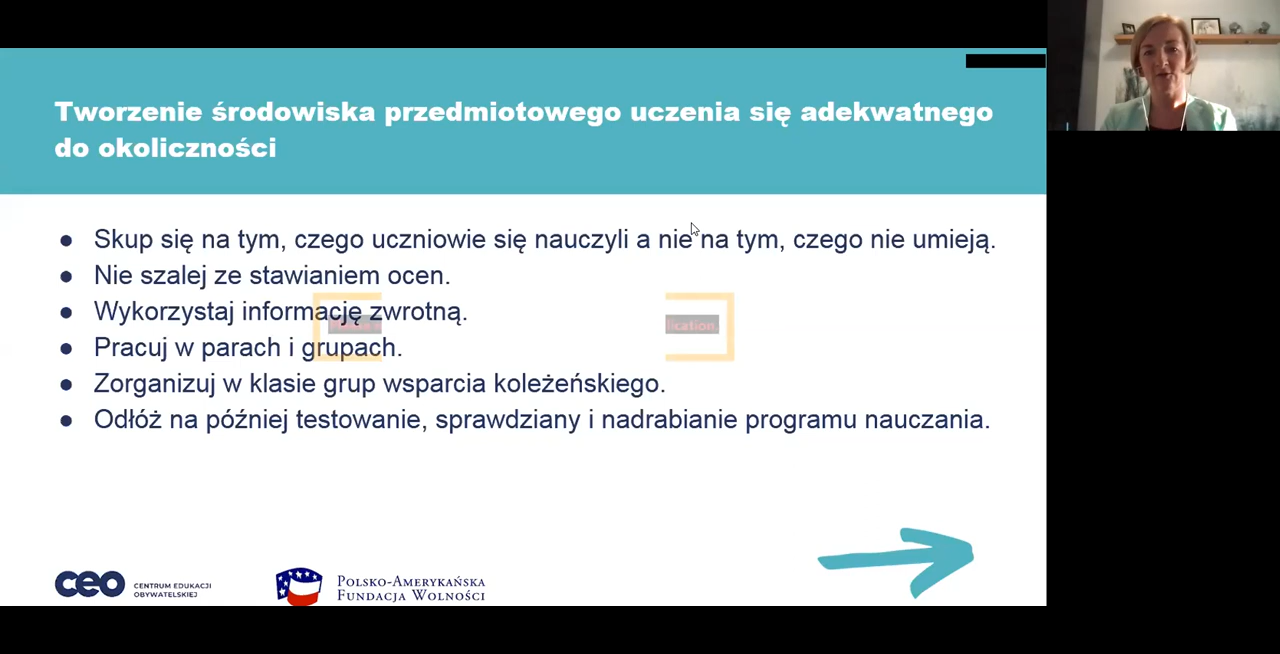 Tworzenie środowiska przedmiotowego uczenia się adekwatnego
do okoliczności
● Skup się na tym, czego uczniowie się nauczyli a nie na tym, czego nie umieją.
● Nie szalej ze stawianiem ocen.
● Wykorzystaj informację zwrotną.
lication.
● Pracuj w parach i grupach.
● Zorganizuj w klasie grup wsparcia koleżeńskiego.
● Odłóż na później testowanie, sprawdziany i nadrabianie programu nauczania.
ceo CENTRUM EDUKACJI
OBYWATELSKIEJ
POLSKO-AMERYKAŃSKA
FUNDACJA WOLNOŚCI